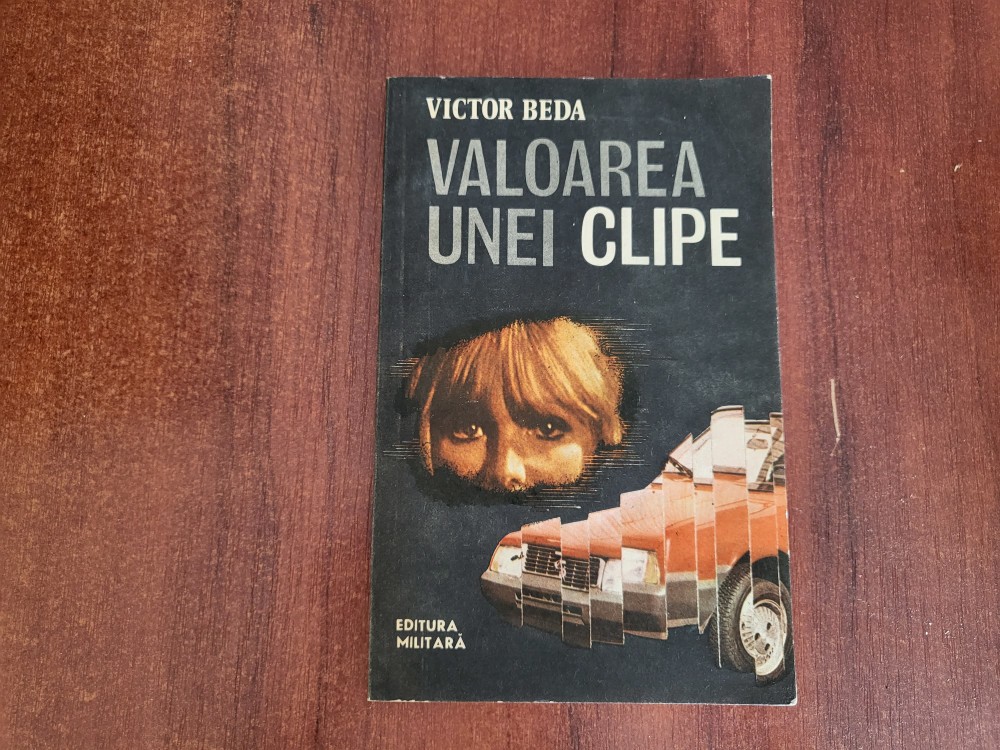 VICTOR BEDA
VALOAREA
UNEI CLIPE
EDITURA
MILITARĂ